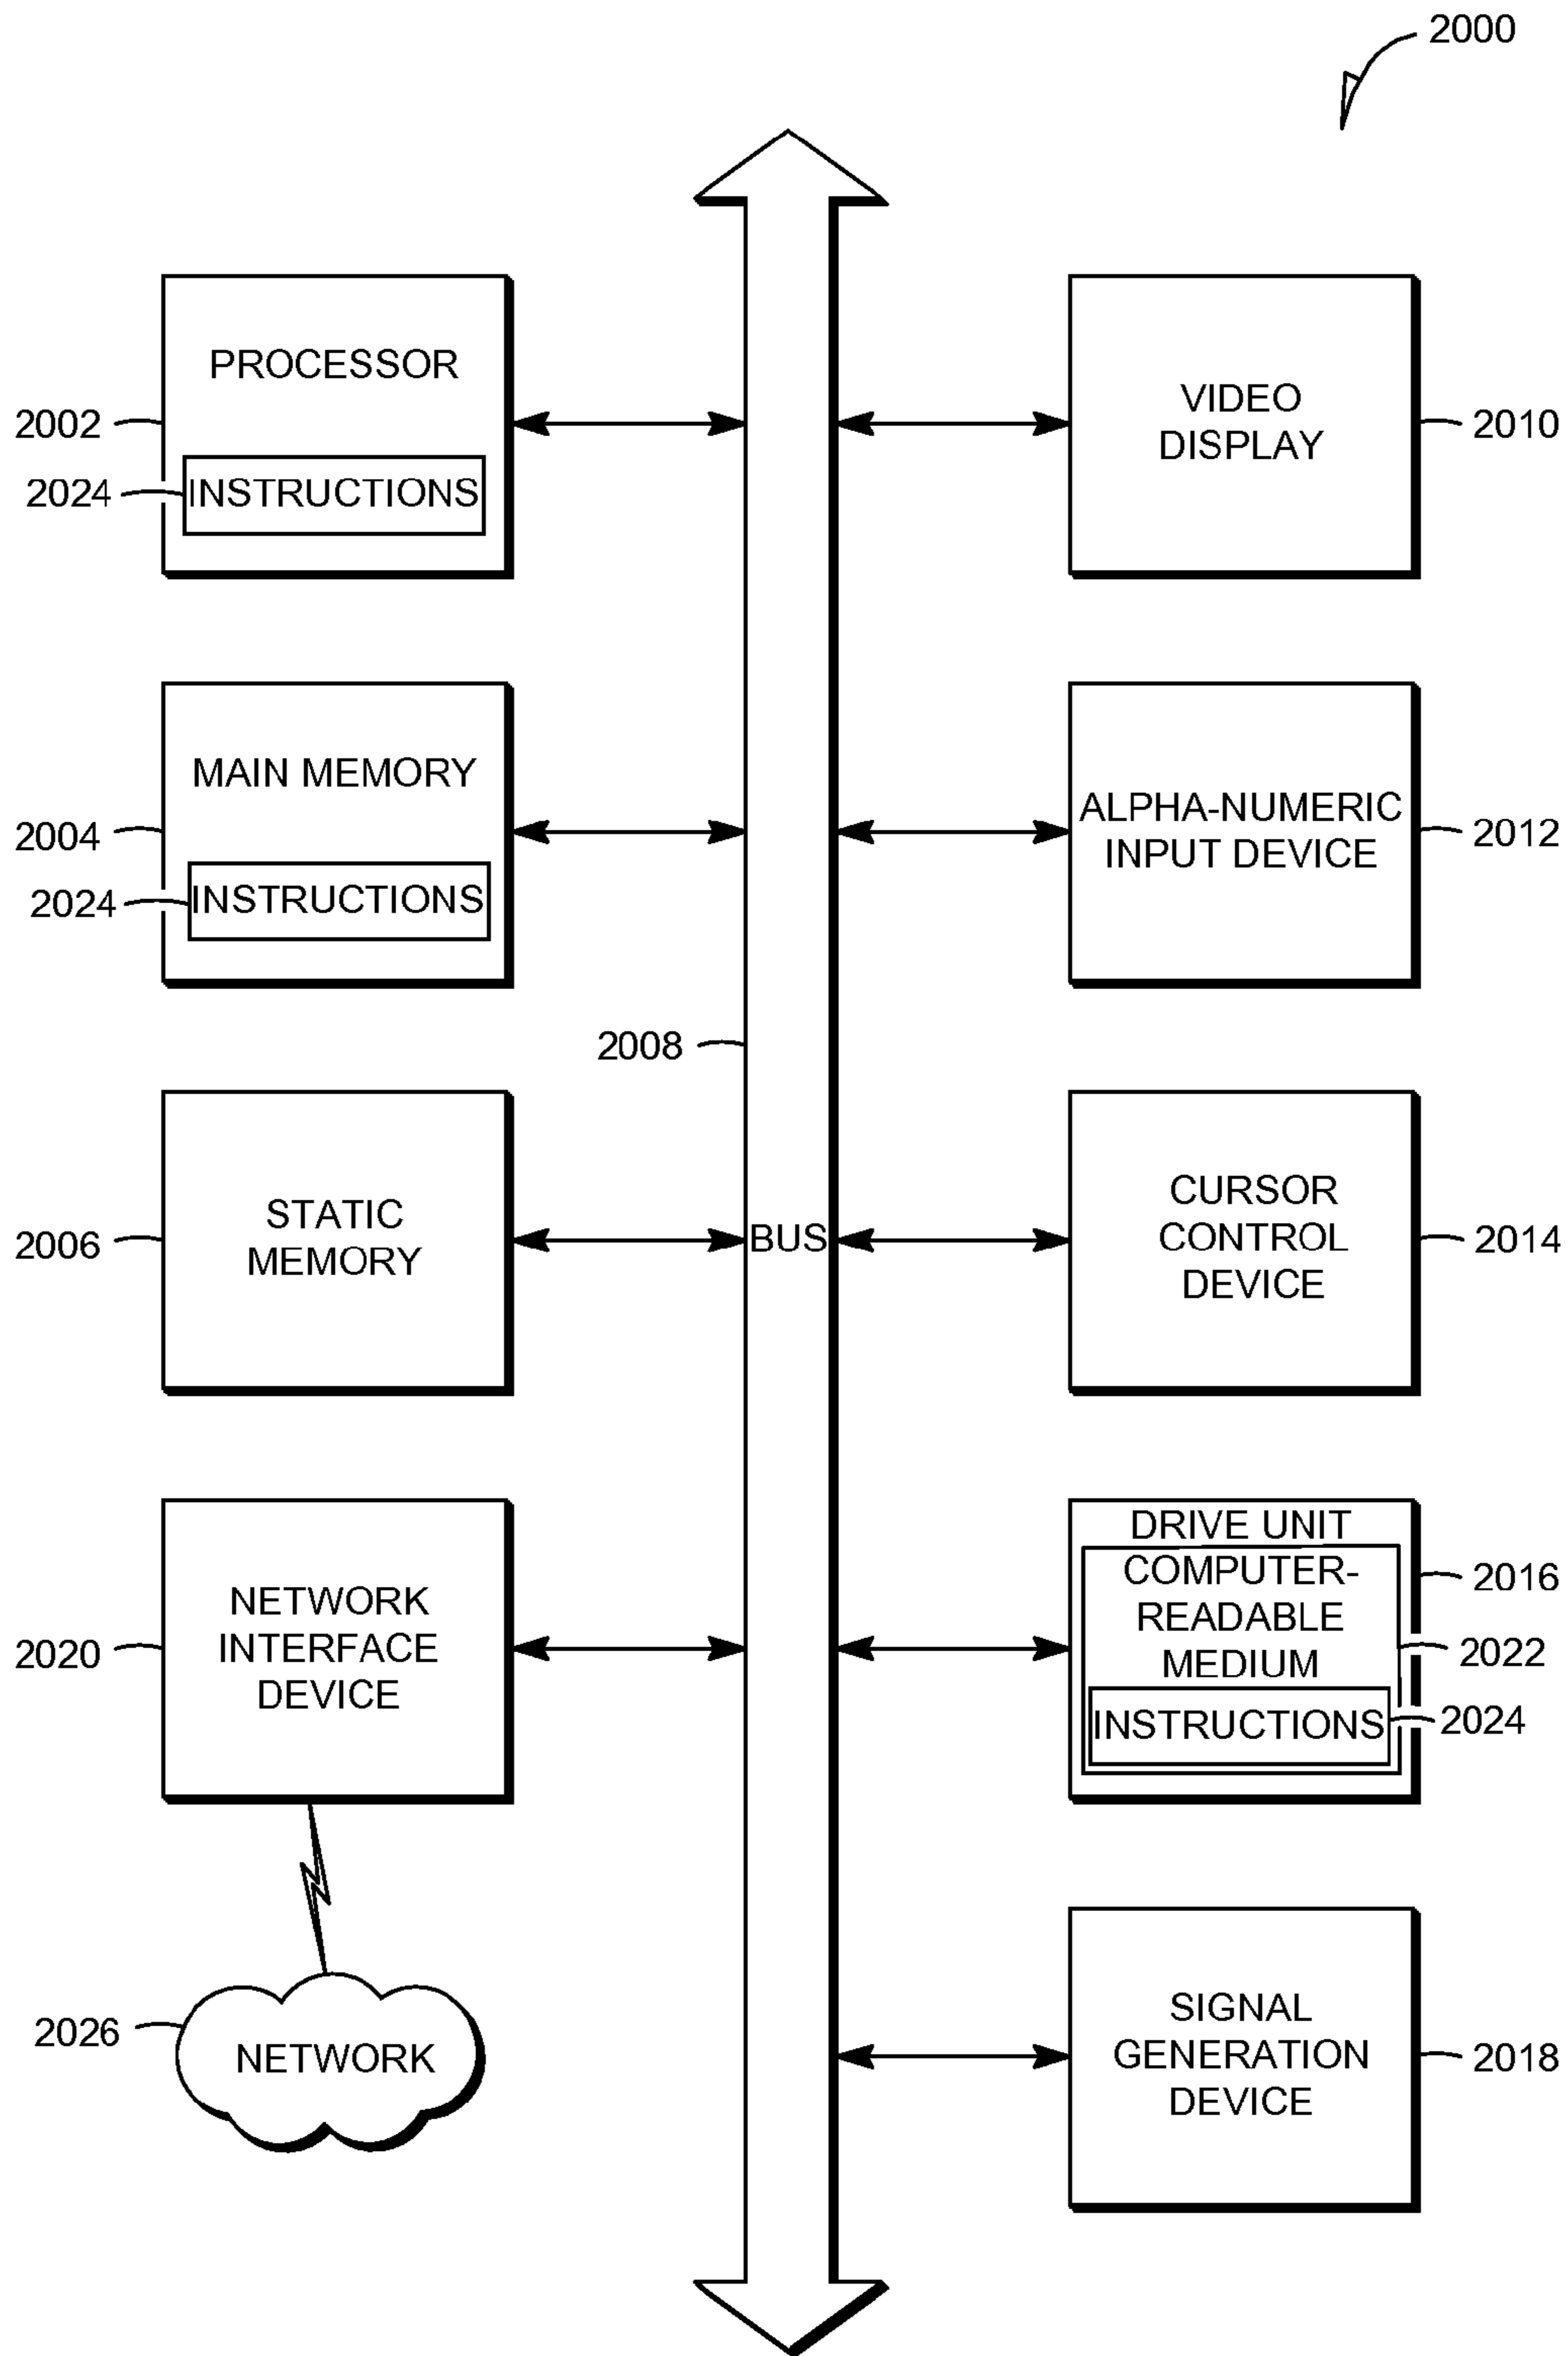 2000
PROCESSOR
2002
2024
INSTRUCTIONS
VIDEO
DISPLAY
2010
MAIN MEMORY
2004
2024
INSTRUCTIONS
ALPHA-NUMERIC
INPUT DEVICE
2012
2008
STATIC
MEMORY
2006
BUS
CURSOR
CONTROL
DEVICE
2014
NETWORK
INTERFACE
DEVICE
2020
DRIVE UNIT
COMPUTER-
READABLE
MEDIUM
INSTRUCTIONS
2016
2022
2024
2026
NETWORK
SIGNAL
GENERATION
DEVICE
2018